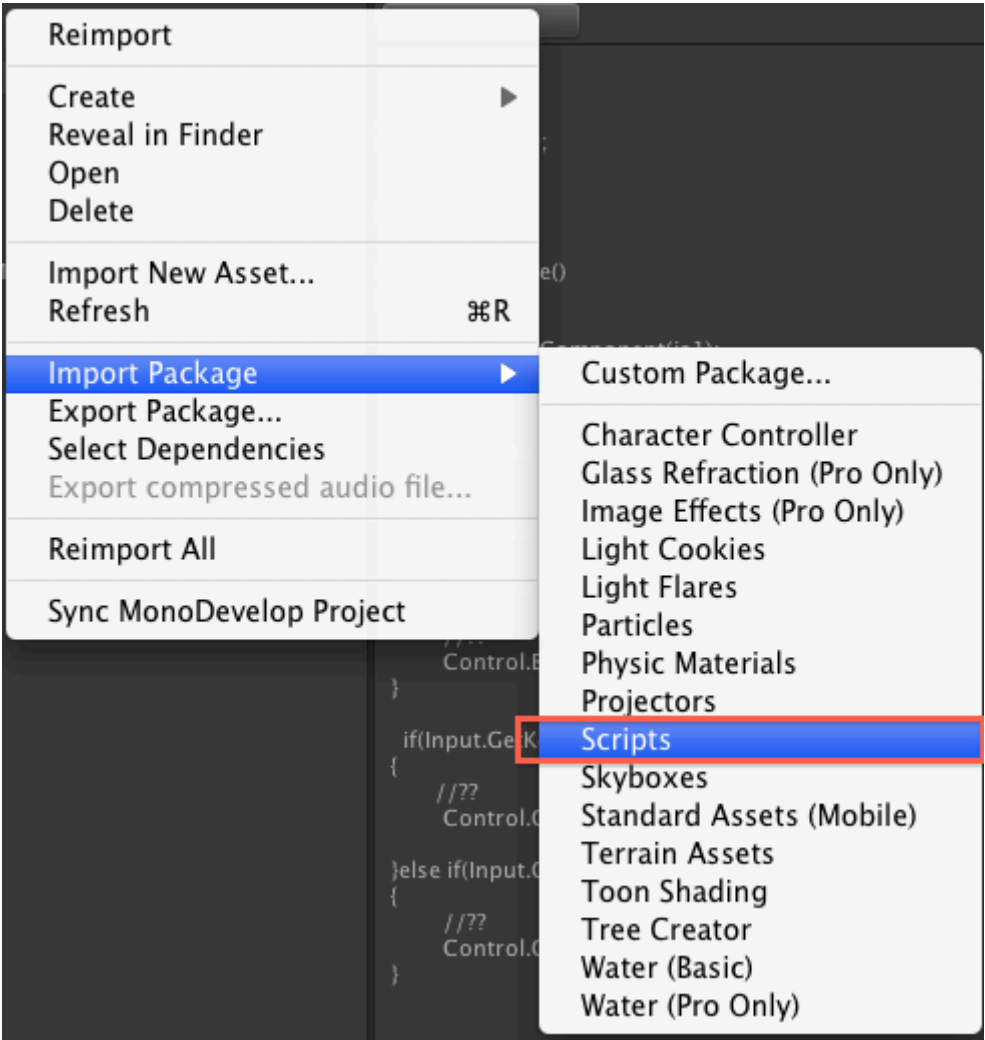 Reimport
Create
Reveal in Finder
Open
Delete
Import New Asset...
Refresh ⌘R
Import Package
Export Package...
Select Dependencies
Export compressed audio file...
Reimport All
Sync MonoDevelop Project
Custom Package...
Character Controller
Glass Refraction (Pro Only)
Image Effects (Pro Only)
Light Cookies
Light Flares
Particles
Physic Materials
Projectors
Scripts
Skyboxes
Standard Assets (Mobile)
Terrain Assets
Toon Shading
Tree Creator
Water (Basic)
Water (Pro Only)
;
e()
Control.
}
if(Input.GetK
{
//??
Control.
}else if(Input.
{
//??
Control.
}